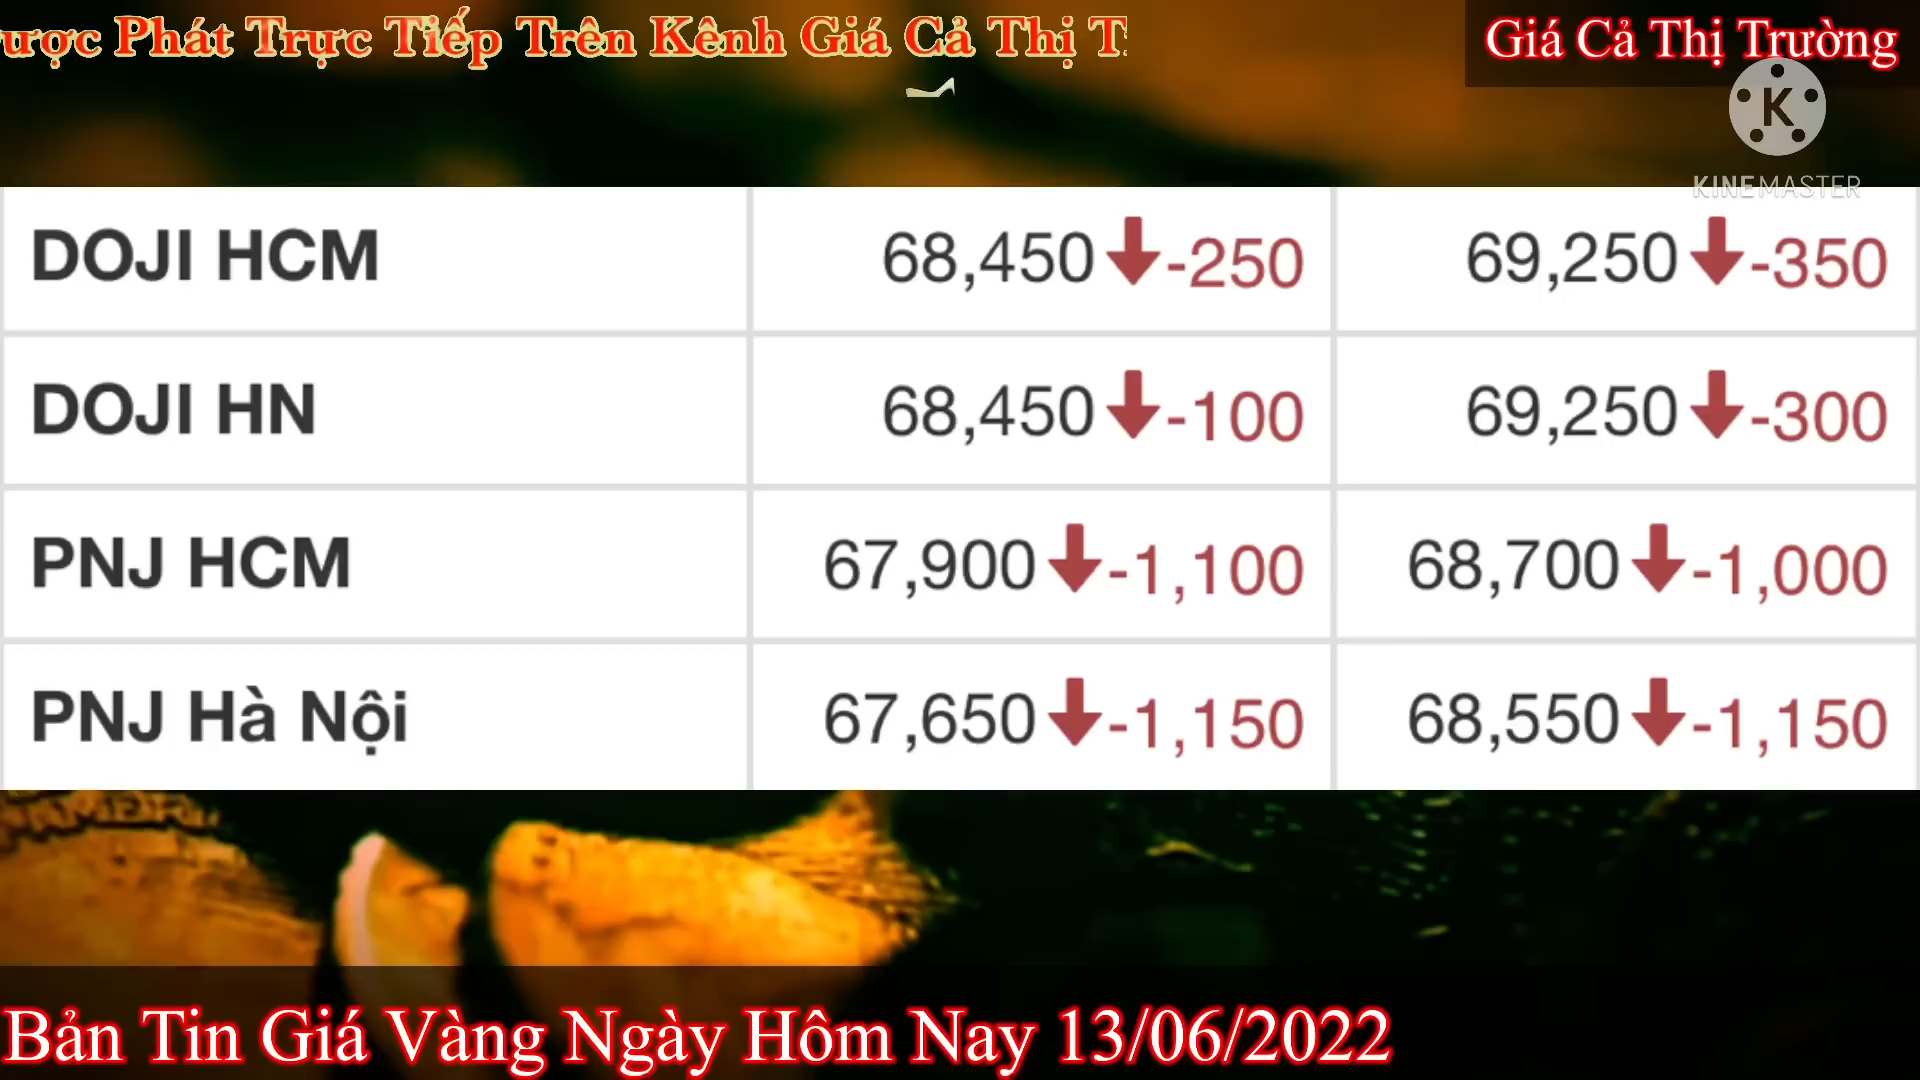 Phát Trực Tiếp Trên Kênh Giá Cả Thị
Giá Cả Thị Trường
K
KINEMASTER
DOJI HCM 68,450 -250 69,250 -350
DOJI HN 68,450 -100 69,250 -300
PNJ HCM 67,900 -1,100 68,700 -1,000
PNJ Hà Nội 67,650 -1,150 68,550 -1,150
Bản Tin Giá Vàng Ngày Hôm Nay 13/06/2022